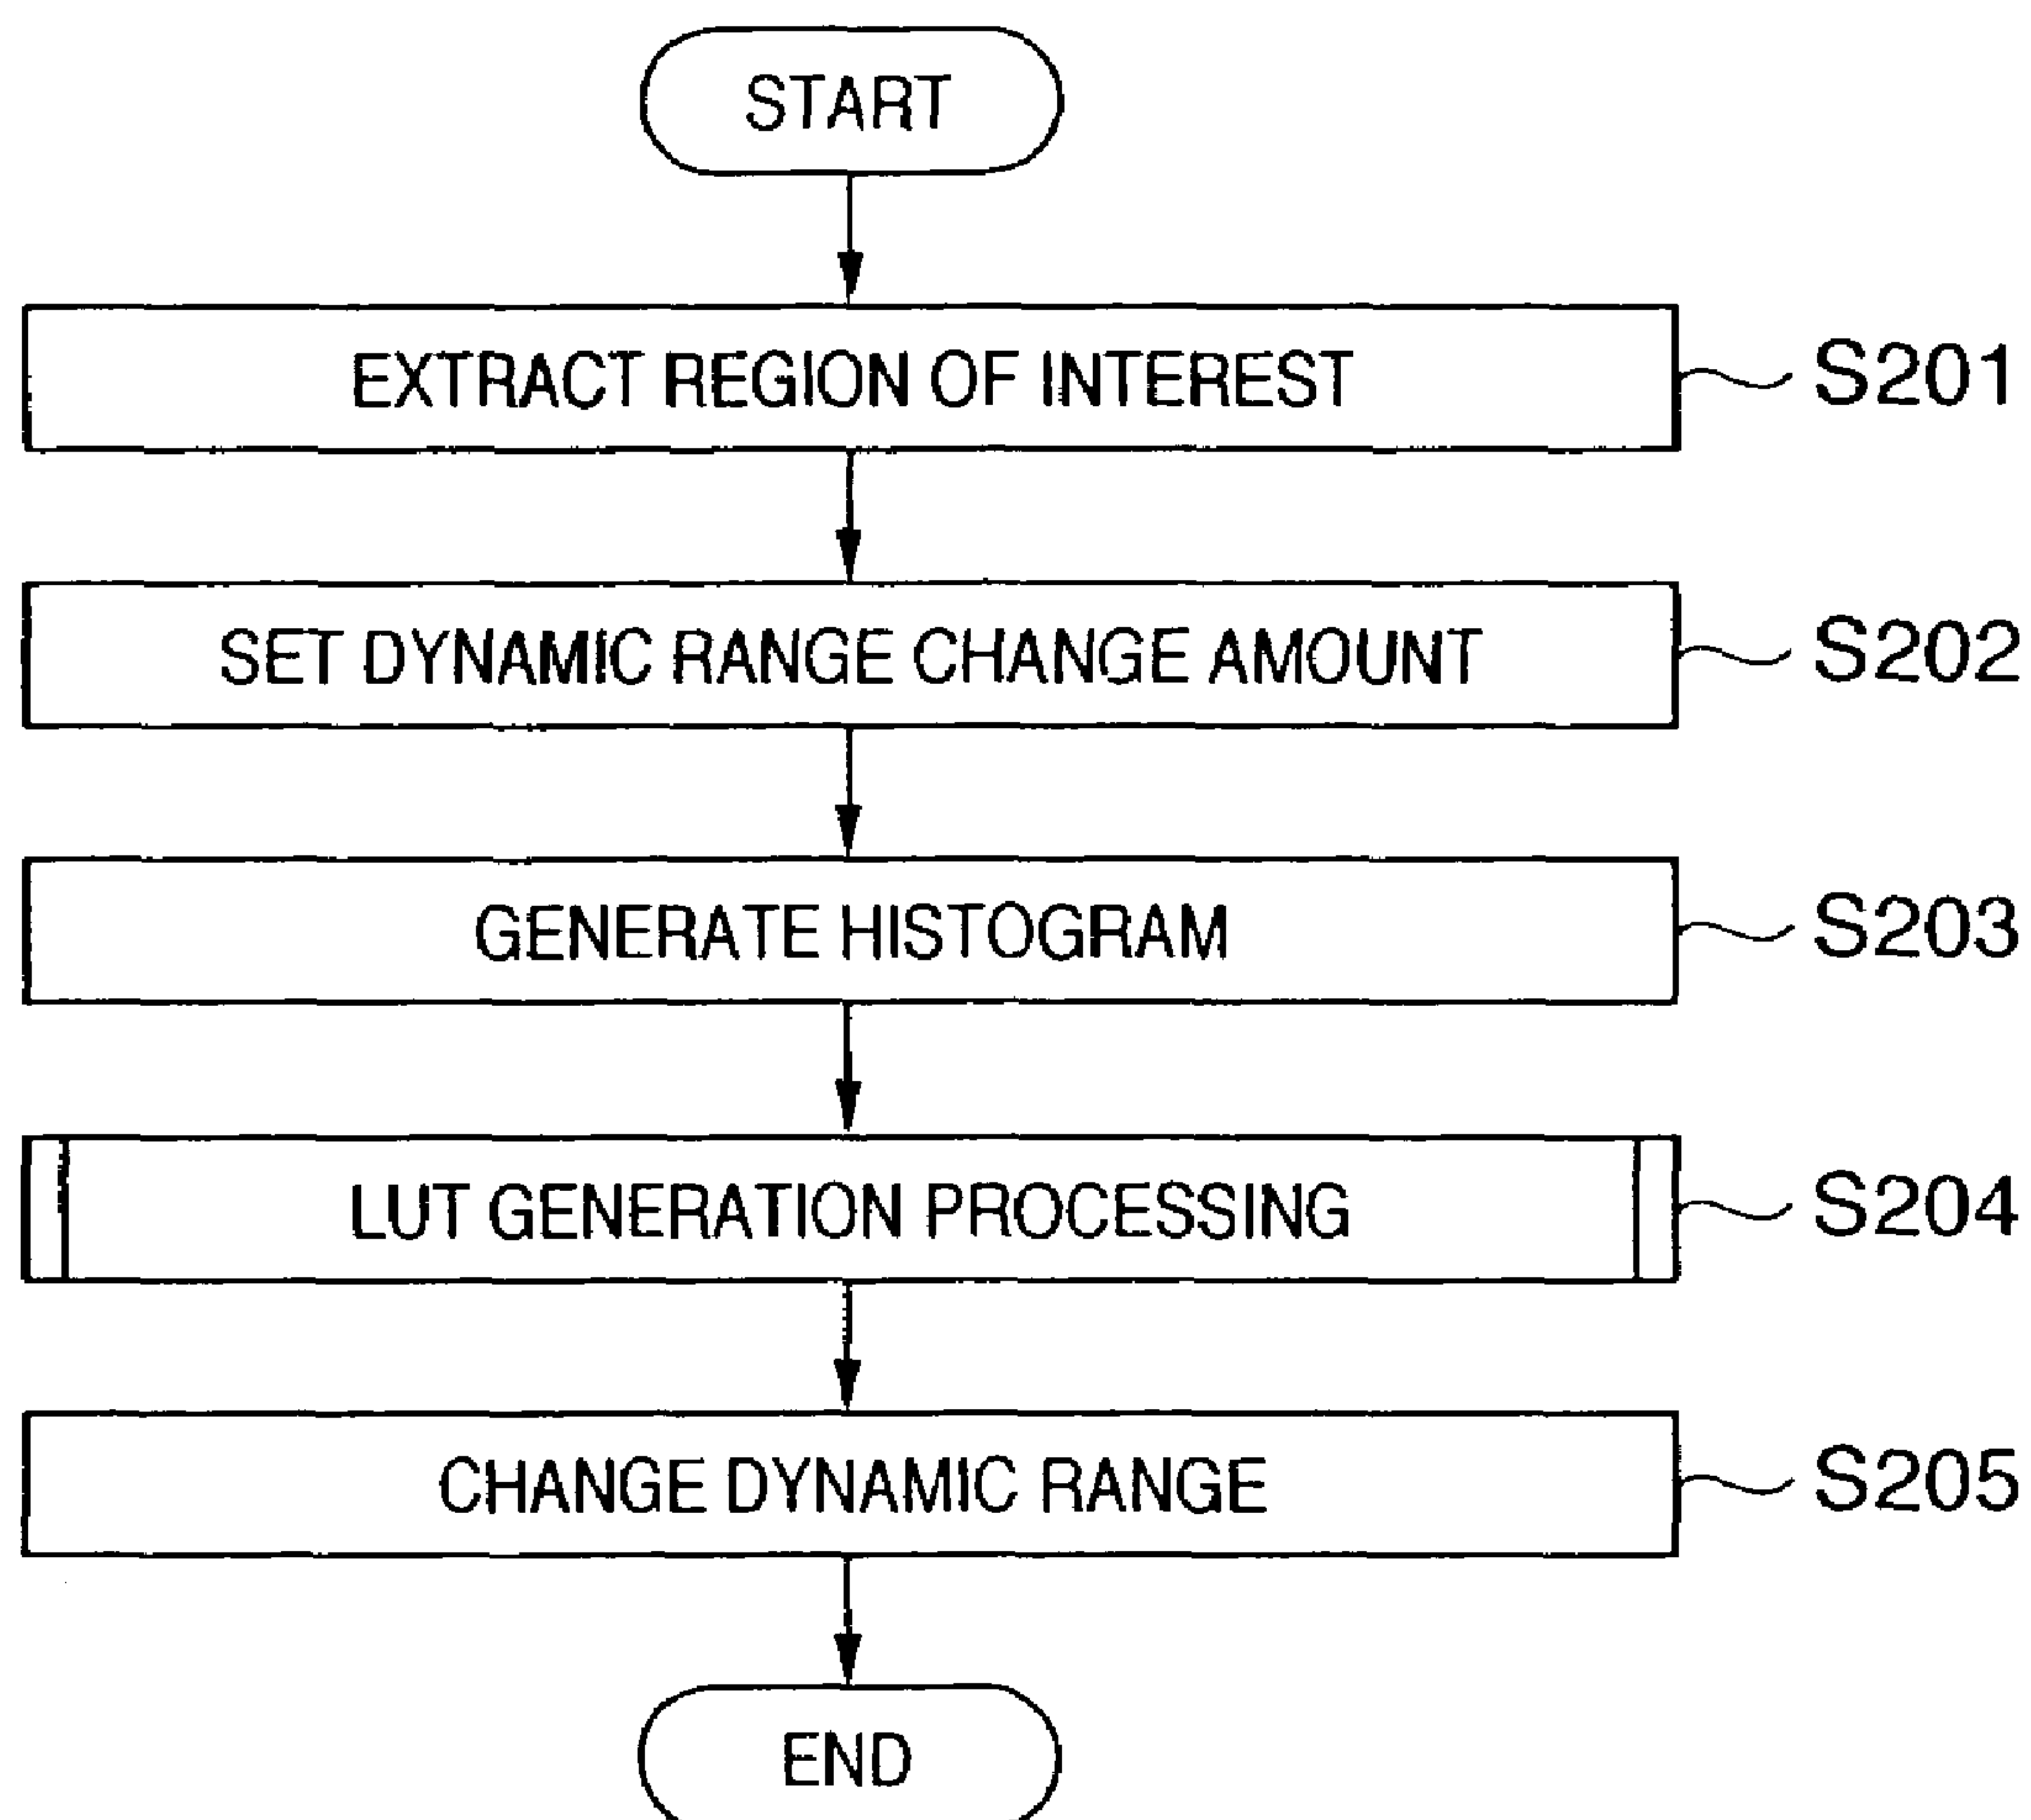 START
EXTRACT REGION OF INTEREST S201
SET DYNAMIC RANGE CHANGE AMOUNT S202
GENERATE HISTOGRAM S203
LUT GENERATION PROCESSING S204
CHANGE DYNAMIC RANGE S205
END